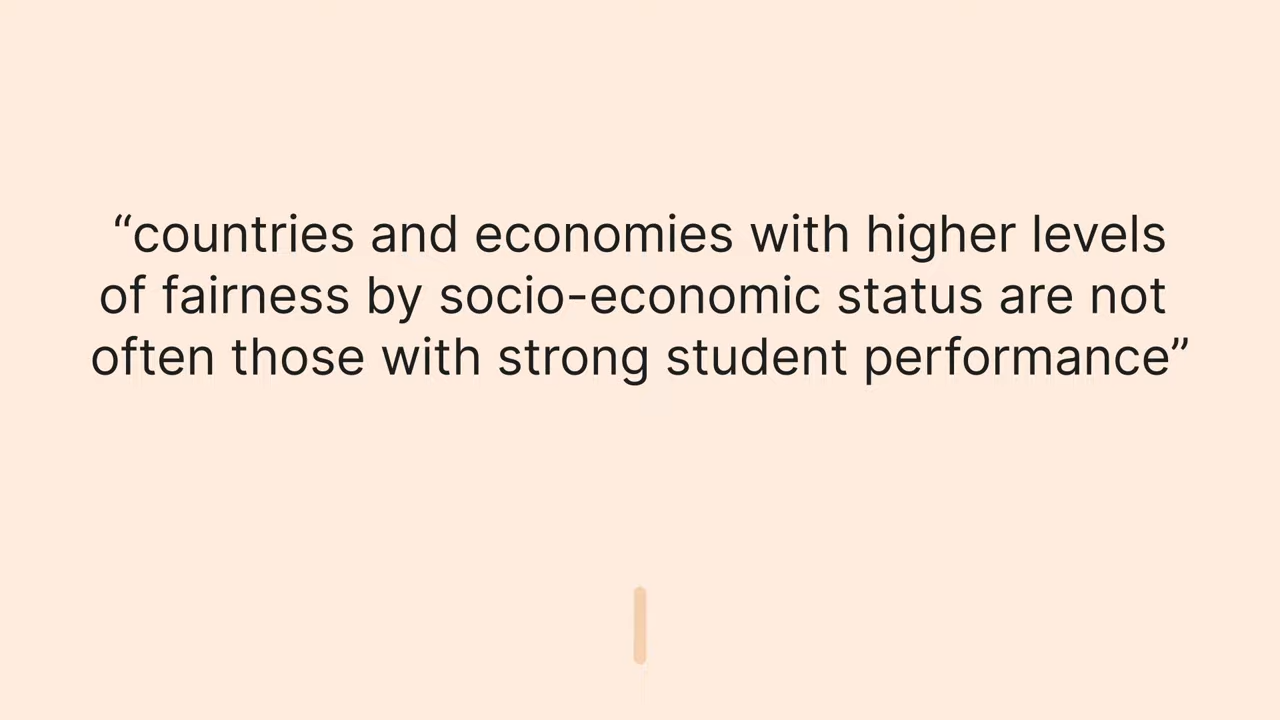 “countries and economies with higher levels
of fairness by socio-economic status are not
often those with strong student performance”